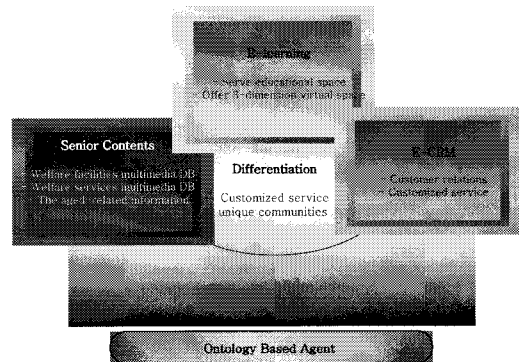 E-learning
- Serve educational space
- Offer 3-dimension virtual space
Senior Contents
- Welfare facilities multimedia DB
- Welfare services multimedia DB
- The aged-related information
Differentiation
Customized service
unique communities
E-CRM
- Customer relations
- Customized service
Ontology Based Agent